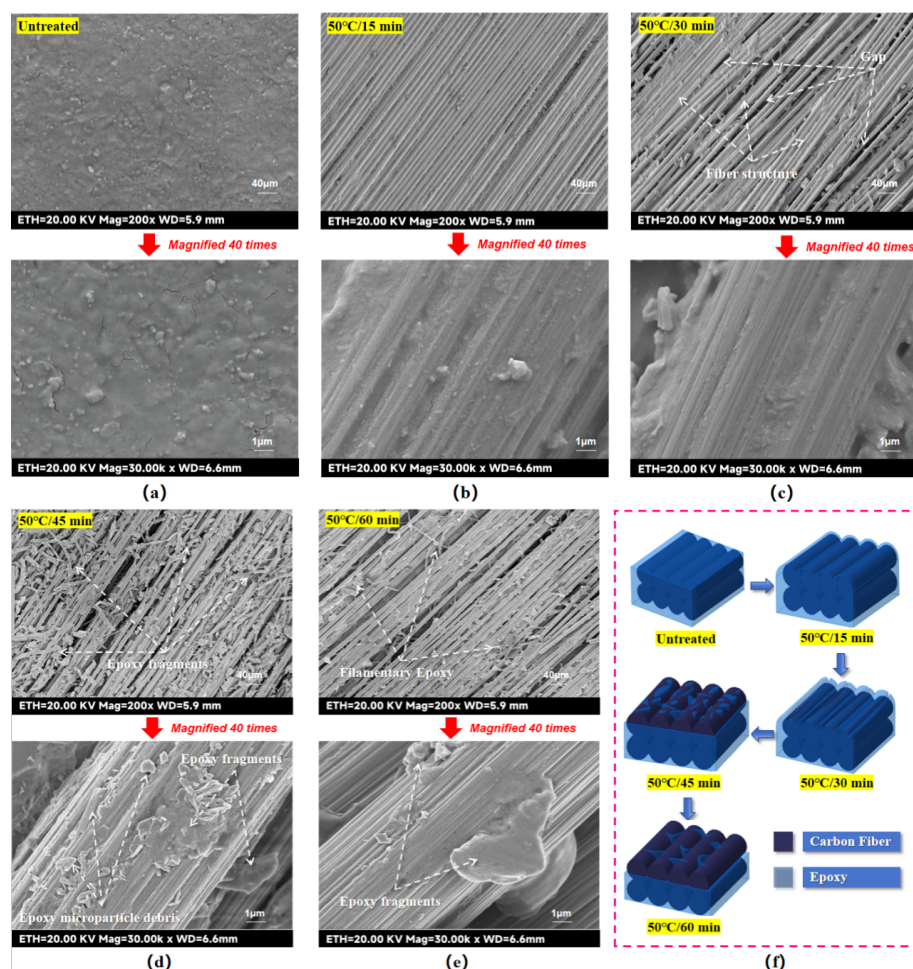 Untreated
40μm
ETH=20.00 KV Mag=200x WD=5.9 mm
Magnified 40 times
1μm
ETH=20.00 KV Mag=30.00k x WD=6.6mm
(a)
50°C/15 min
40μm
ETH=20.00 KV Mag=200x WD=5.9 mm
Magnified 40 times
1μm
ETH=20.00 KV Mag=30.00k x WD=6.6mm
(b)
50°C/30 min
Gap
Fiber structure
40μm
ETH=20.00 KV Mag=200x WD=5.9 mm
Magnified 40 times
1μm
ETH=20.00 KV Mag=30.00k x WD=6.6mm
(c)
50°C/45 min
Epoxy fragments
40μm
ETH=20.00 KV Mag=200x WD=5.9 mm
Magnified 40 times
Epoxy fragments
Epoxy microparticle debris
1μm
ETH=20.00 KV Mag=30.00k x WD=6.6mm
(d)
50°C/60 min
Filamentary Epoxy
40μm
ETH=20.00 KV Mag=200x WD=5.9 mm
Magnified 40 times
Epoxy fragments
1μm
ETH=20.00 KV Mag=30.00k x WD=6.6mm
(e)
Untreated
50°C/15 min
50°C/45 min
50°C/30 min
Carbon Fiber
Epoxy
50°C/60 min
(f)